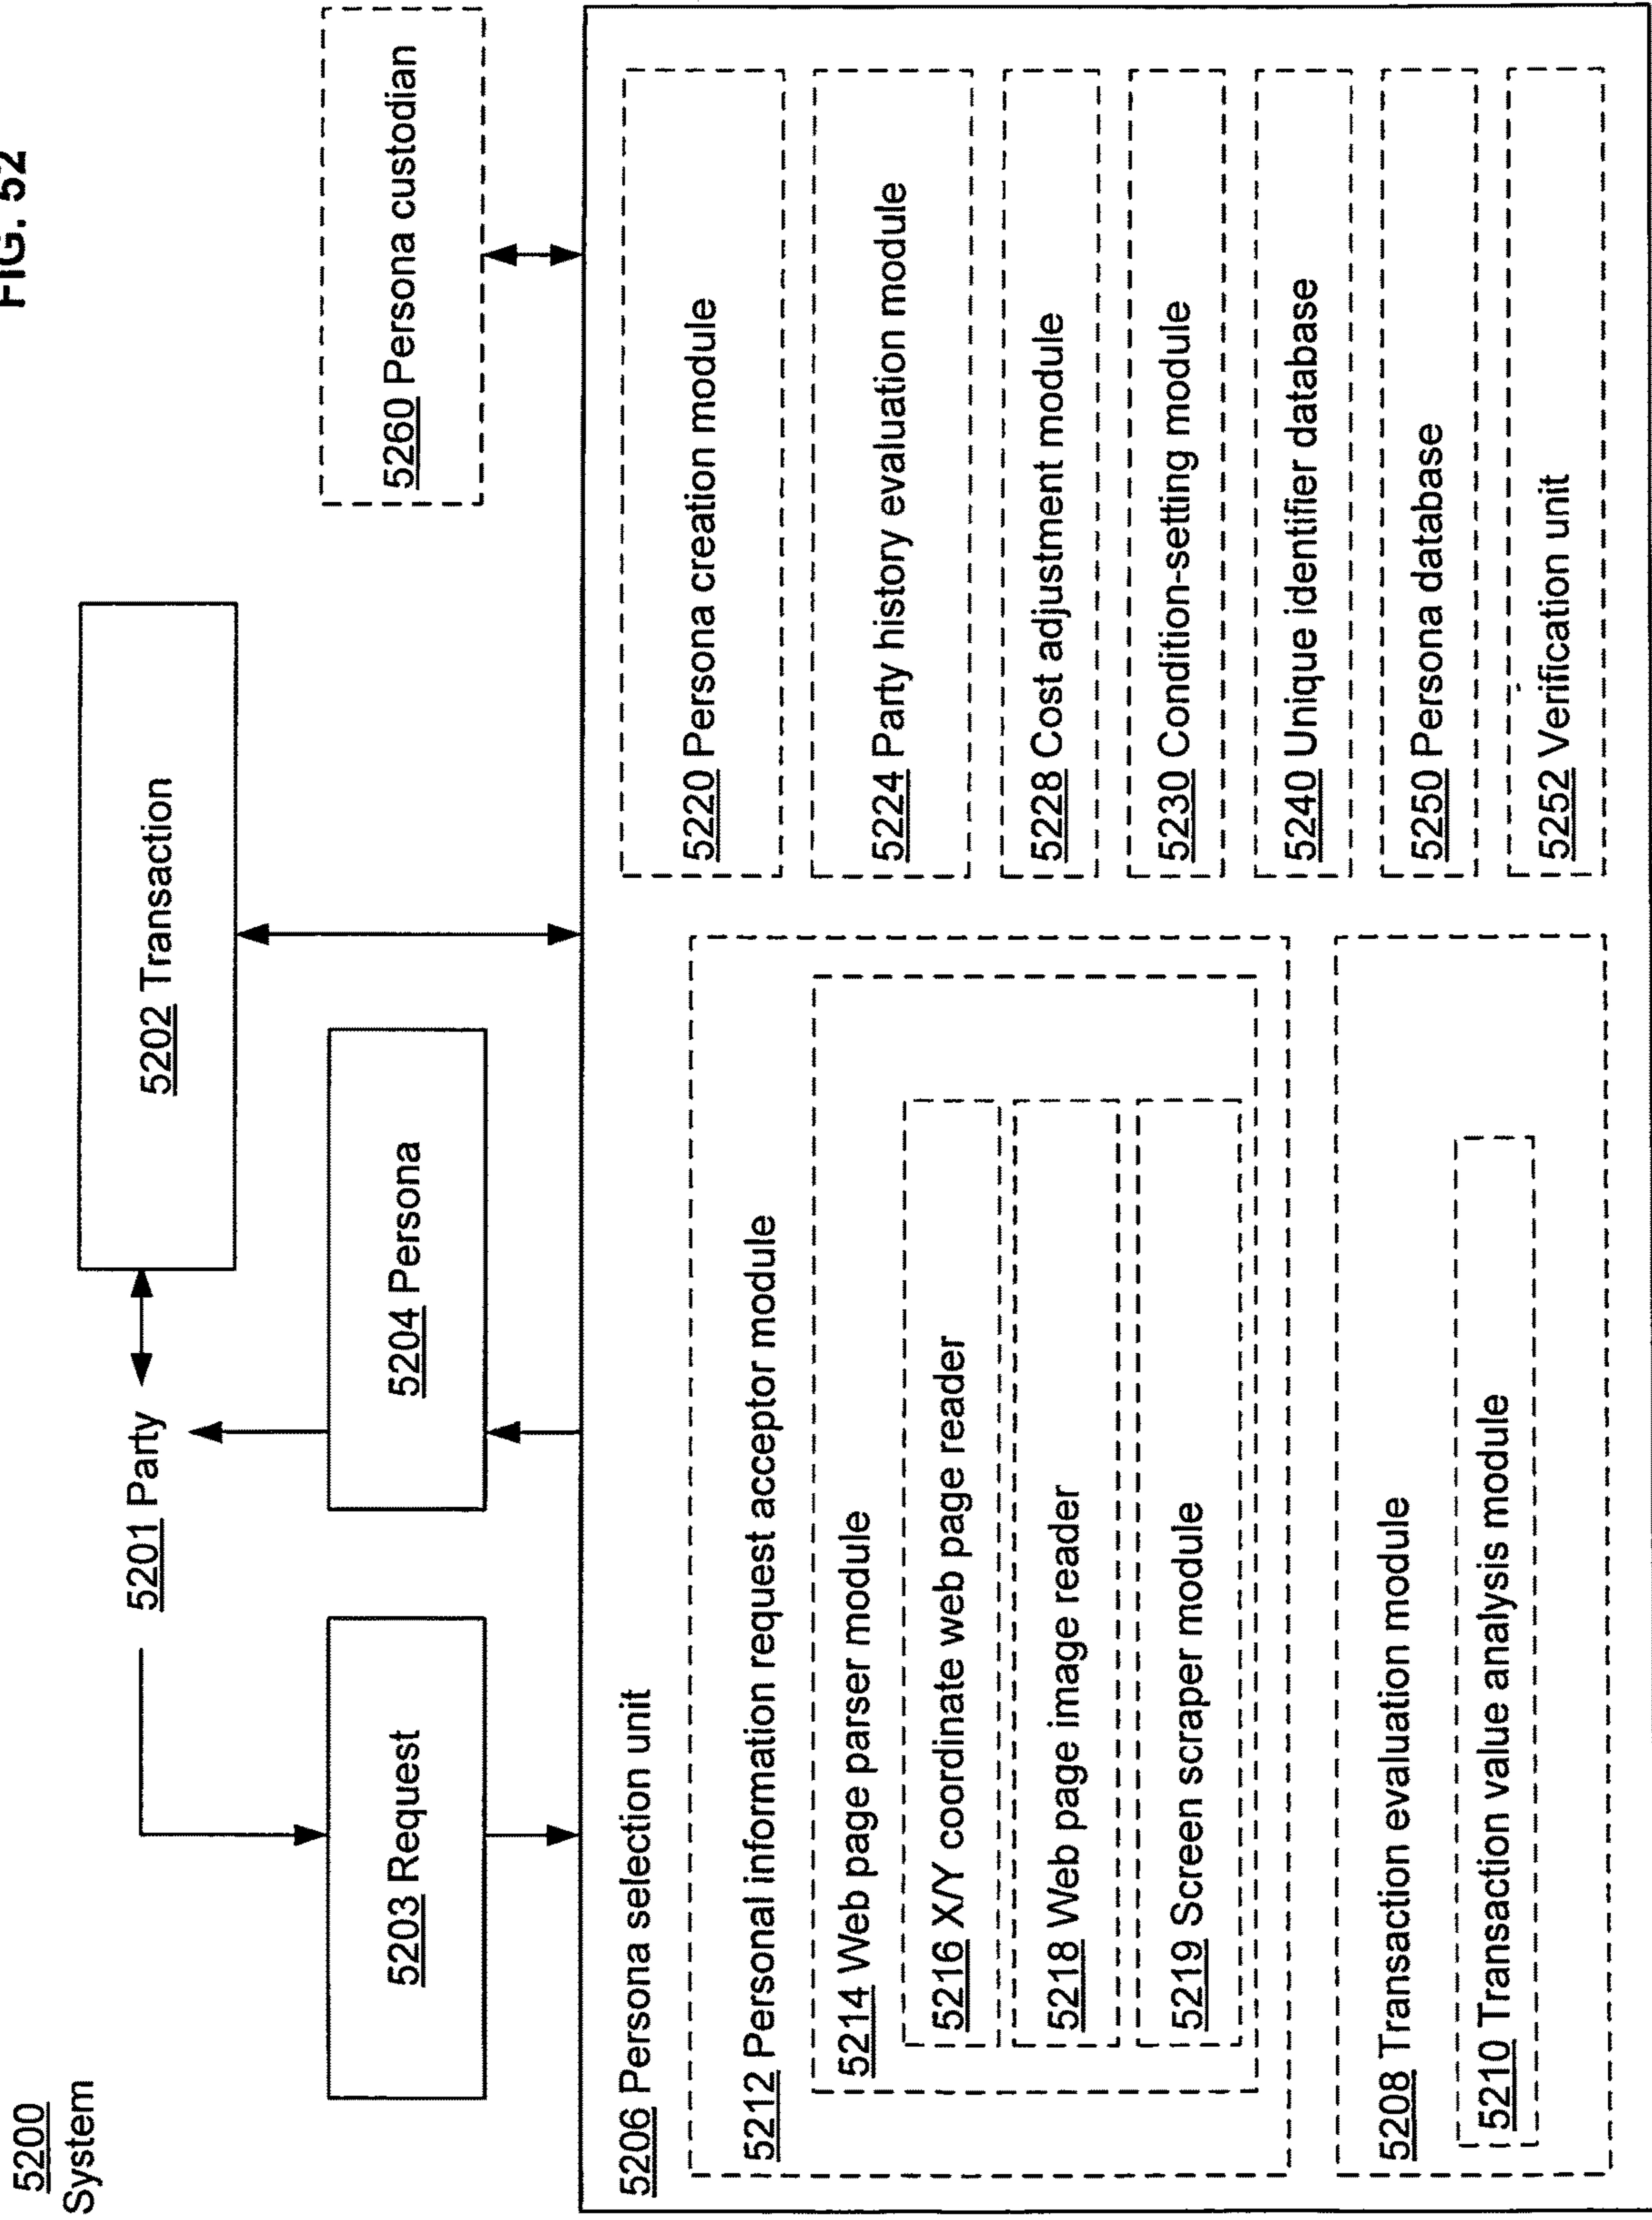 FIG. 52
5200
System
5201 Party
5202 Transaction
5203 Request
5204 Persona
5260 Persona custodian
5206 Persona selection unit
5212 Personal information request acceptor module
5214 Web page parser module
5216 X/Y coordinate web page reader
5218 Web page image reader
5219 Screen scraper module
5208 Transaction evaluation module
5210 Transaction value analysis module
5220 Persona creation module
5224 Party history evaluation module
5228 Cost adjustment module
5230 Condition-setting module
5240 Unique identifier database
5250 Persona database
5252 Verification unit